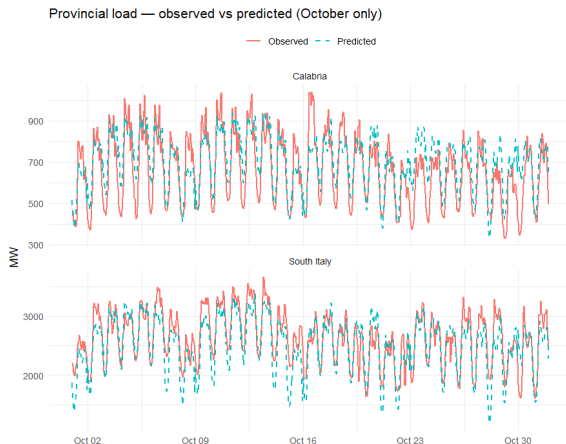 Provincial load — observed vs predicted (October only)
Observed Predicted
Calabria
900
700
500
300
MW
South Italy
3000
2000
Oct 02 Oct 09 Oct 16 Oct 23 Oct 30